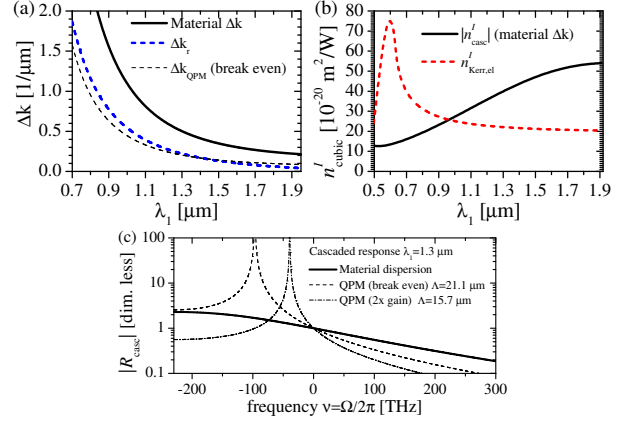 (a)
Material Δk
Δk_r
Δk_QPM (break even)
Δk [1/μm]
2.0
1.5
1.0
0.5
0.0
0.7 0.9 1.1 1.3 1.5 1.7 1.9
λ_1 [μm]
(b)
|n^I_casc| (material Δk)
n^I_Kerr,el
n^I_cubic [10^-20 m^2/W]
80
70
60
50
40
30
20
10
0
0.5 0.7 0.9 1.1 1.3 1.5 1.7 1.9
λ_1 [μm]
(c)
Cascaded response λ_1=1.3 μm
Material dispersion
QPM (break even) Λ=21.1 μm
QPM (2x gain) Λ=15.7 μm
|R_casc| [dim. less]
100
10
1
0.1
-200 -100 0 100 200 300
frequency ν=Ω/2π [THz]